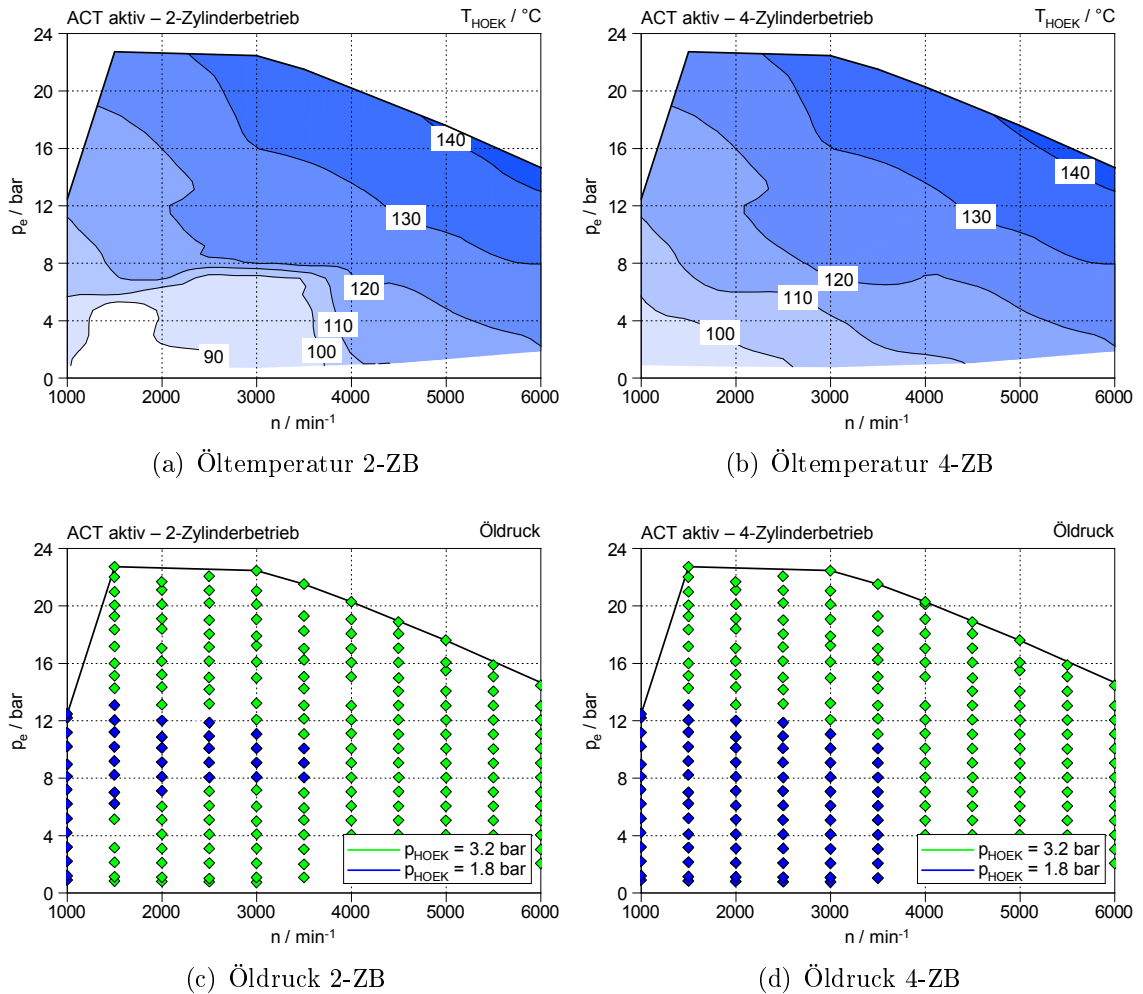 ACT aktiv – 2-Zylinderbetrieb T_HOEK / °C
24
20
16
12
8
4
0
p_e / bar
140
130
120
110
100
90
1000 2000 3000 4000 5000 6000
n / min⁻¹
(a) Öltemperatur 2-ZB
ACT aktiv – 4-Zylinderbetrieb T_HOEK / °C
24
20
16
12
8
4
0
p_e / bar
140
130
120
110
100
1000 2000 3000 4000 5000 6000
n / min⁻¹
(b) Öltemperatur 4-ZB
ACT aktiv – 2-Zylinderbetrieb Öldruck
24
20
16
12
8
4
0
p_e / bar
p_HOEK = 3.2 bar
p_HOEK = 1.8 bar
1000 2000 3000 4000 5000 6000
n / min⁻¹
(c) Öldruck 2-ZB
ACT aktiv – 4-Zylinderbetrieb Öldruck
24
20
16
12
8
4
0
p_e / bar
p_HOEK = 3.2 bar
p_HOEK = 1.8 bar
1000 2000 3000 4000 5000 6000
n / min⁻¹
(d) Öldruck 4-ZB